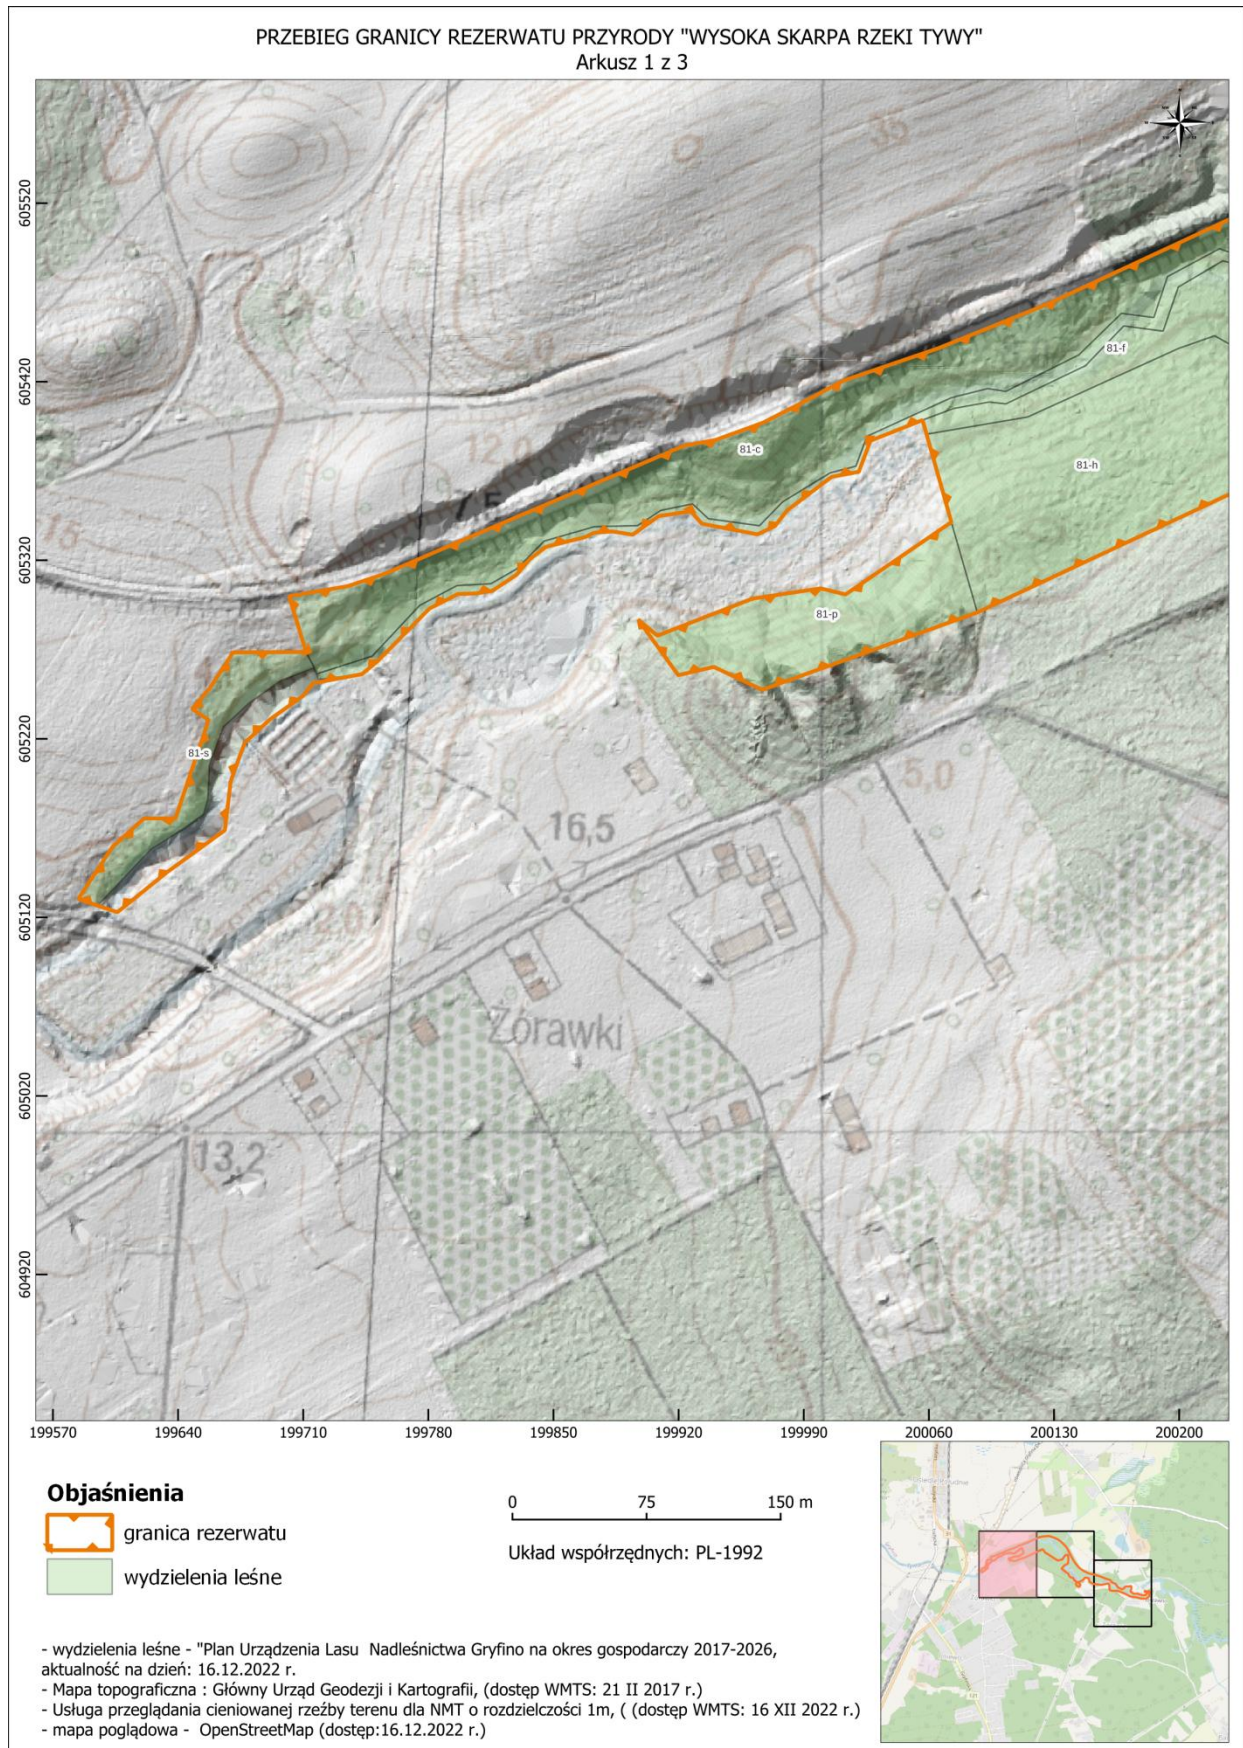 PRZEBIEG GRANICY REZERWATU PRZYRODY "WYSOKA SKARPA RZEKI TYWY"
Arkusz 1 z 3
35
605520
81-f
605420
12,0
81-c
81-h
7,5
15
605320
81-p
605220
81-s
5,0
16,5
605120
2,0
Żórawki
605020
13,2
604920
199570 199640 199710 199780 199850 199920 199990 200060 200130 200200
Objaśnienia
granica rezerwatu
wydzielenia leśne
0 75 150 m
Układ współrzędnych: PL-1992
- wydzielenia leśne - "Plan Urządzenia Lasu Nadleśnictwa Gryfino na okres gospodarczy 2017-2026,
aktualność na dzień: 16.12.2022 r.
- Mapa topograficzna : Główny Urząd Geodezji i Kartografii, (dostęp WMTS: 21 II 2017 r.)
- Usługa przeglądania cieniowanej rzeźby terenu dla NMT o rozdzielczości 1m, ( (dostęp WMTS: 16 XII 2022 r.)
- mapa poglądowa - OpenStreetMap (dostęp:16.12.2022 r.)